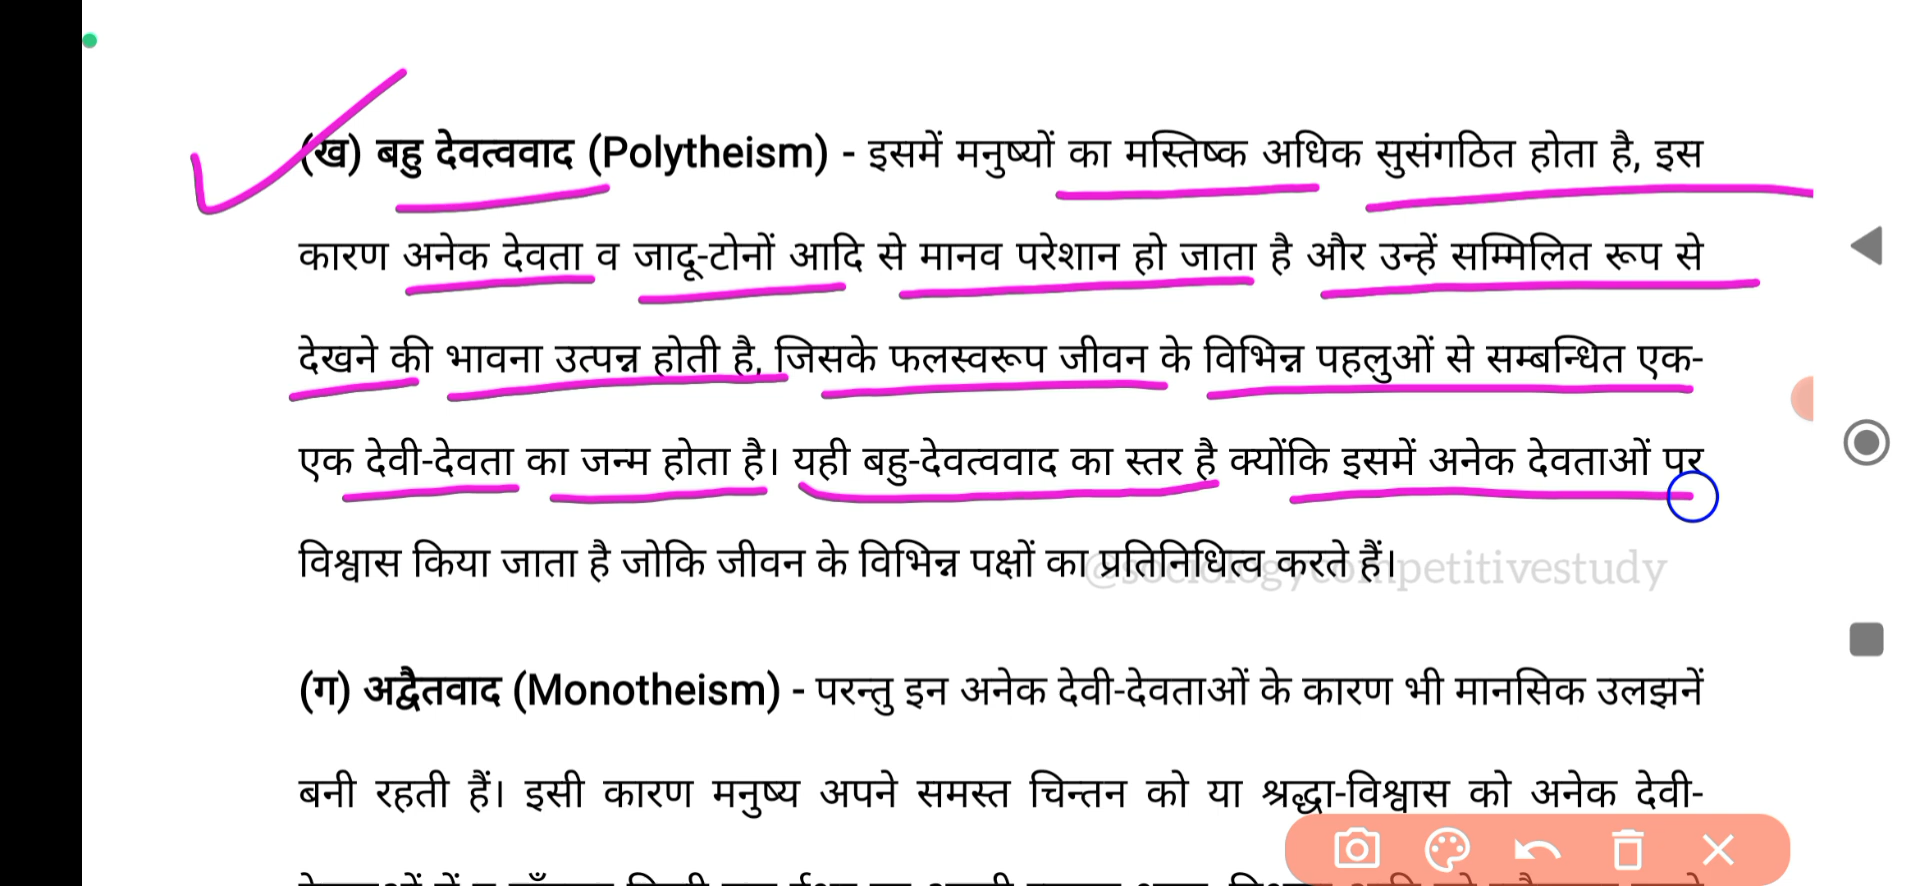 (ख) बहु देवत्ववाद (Polytheism) - इसमें मनुष्यों का मस्तिष्क अधिक सुसंगठित होता है, इस
कारण अनेक देवता व जादू-टोनों आदि से मानव परेशान हो जाता है और उन्हें सम्मिलित रूप से
देखने की भावना उत्पन्न होती है, जिसके फलस्वरूप जीवन के विभिन्न पहलुओं से सम्बन्धित एक-
एक देवी-देवता का जन्म होता है। यही बहु-देवत्ववाद का स्तर है क्योंकि इसमें अनेक देवताओं पर
विश्वास किया जाता है जोकि जीवन के विभिन्न पक्षों का प्रतिनिधित्व करते हैं।
@sociologycompetitivestudy
(ग) अद्वैतवाद (Monotheism) - परन्तु इन अनेक देवी-देवताओं के कारण भी मानसिक उलझनें
बनी रहती हैं। इसी कारण मनुष्य अपने समस्त चिन्तन को या श्रद्धा-विश्वास को अनेक देवी-